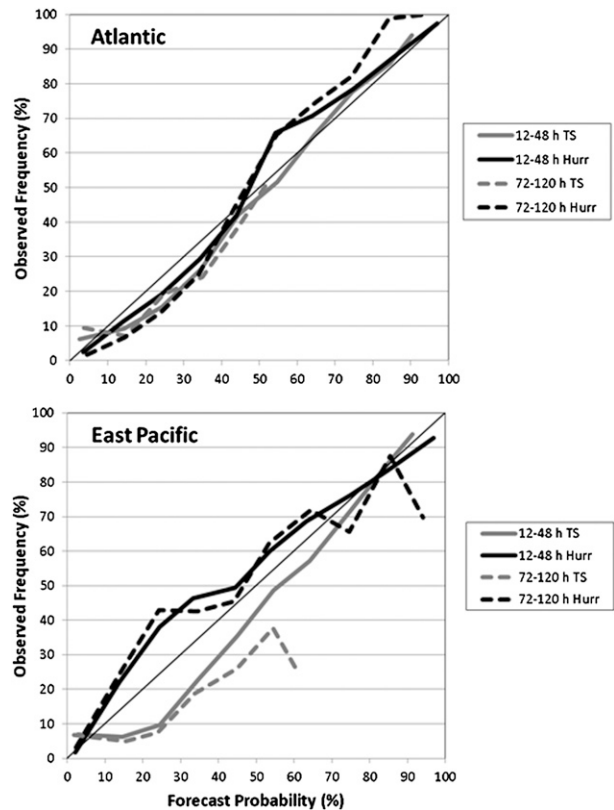 Atlantic
Observed Frequency (%)
100
90
80
70
60
50
40
30
20
10
0
0 10 20 30 40 50 60 70 80 90 100
12-48 h TS
12-48 h Hurr
72-120 h TS
72-120 h Hurr
East Pacific
Observed Frequency (%)
100
90
80
70
60
50
40
30
20
10
0
0 10 20 30 40 50 60 70 80 90 100
Forecast Probability (%)
12-48 h TS
12-48 h Hurr
72-120 h TS
72-120 h Hurr